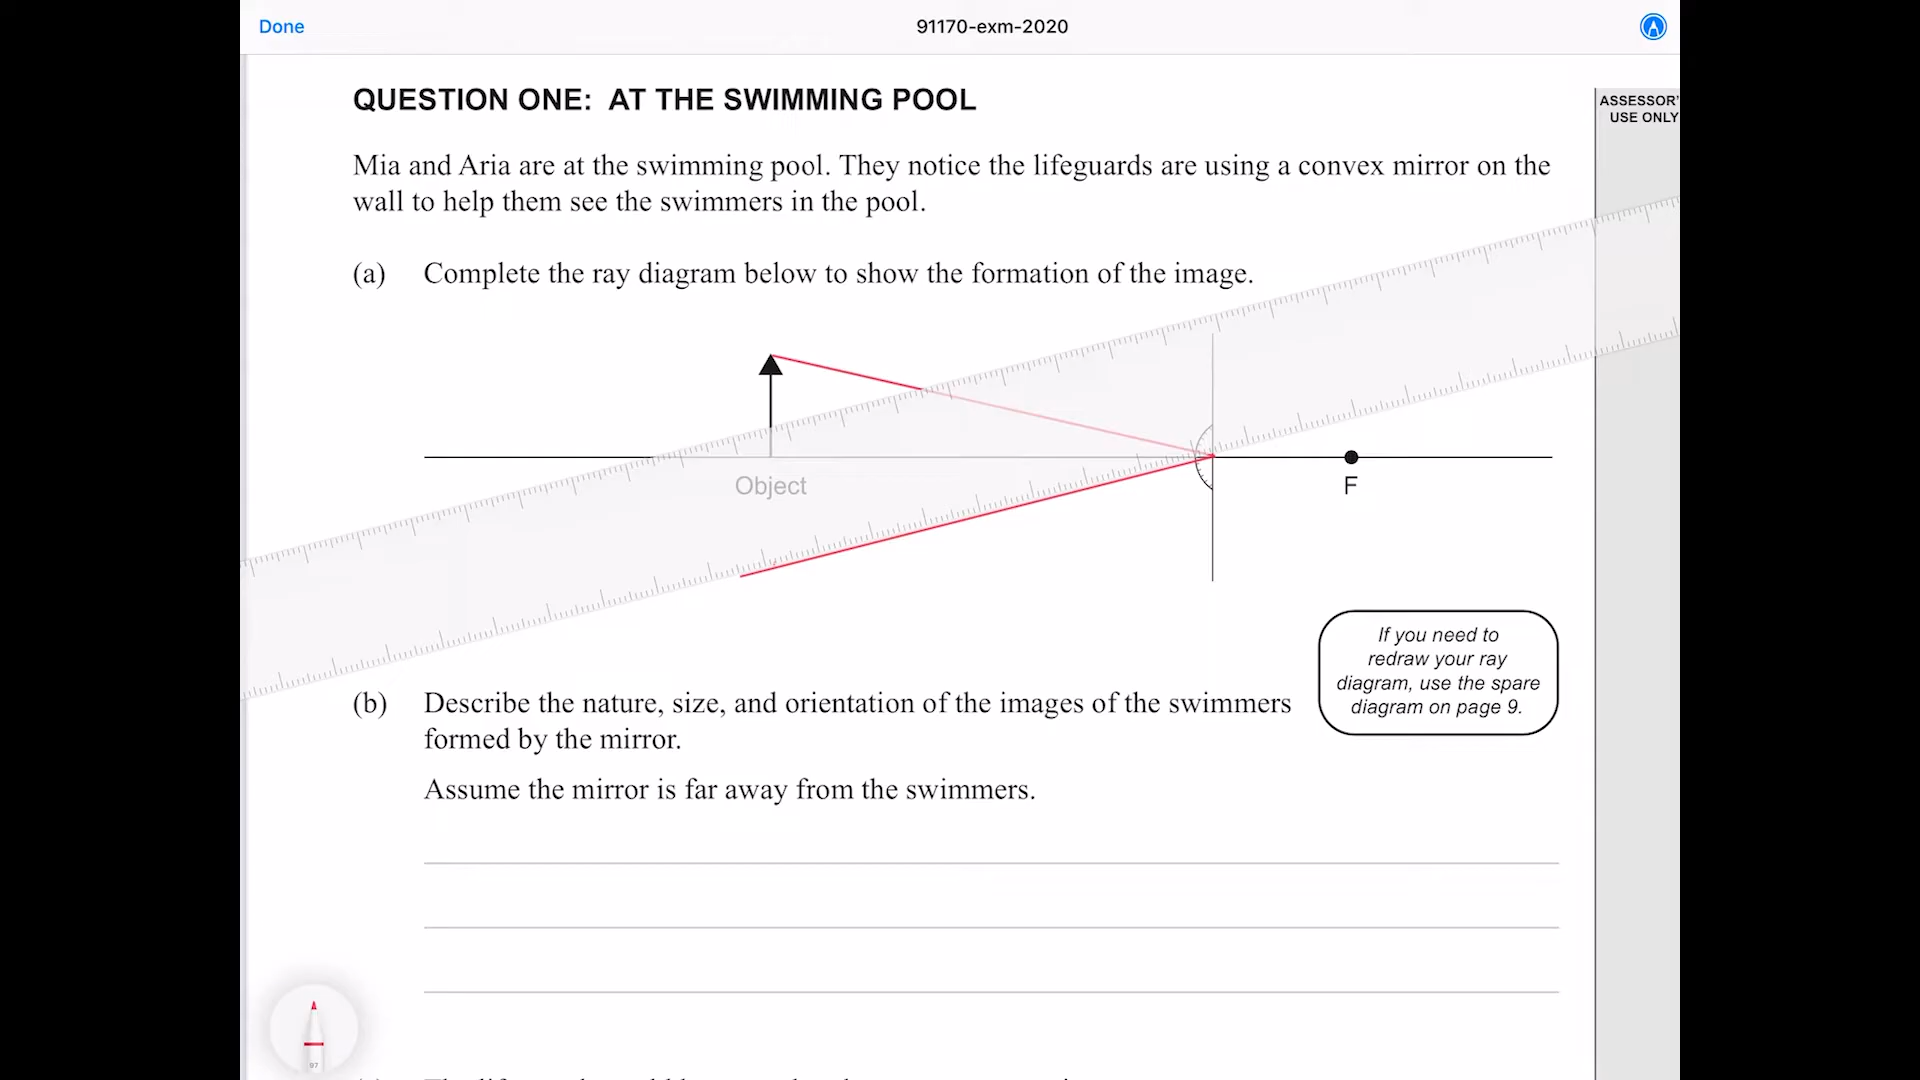 Done
91170-exm-2020
QUESTION ONE: AT THE SWIMMING POOL
ASSESSOR'
USE ONLY
Mia and Aria are at the swimming pool. They notice the lifeguards are using a convex mirror on the
wall to help them see the swimmers in the pool.
(a) Complete the ray diagram below to show the formation of the image.
Object
F
If you need to
redraw your ray
diagram, use the spare
diagram on page 9.
(b) Describe the nature, size, and orientation of the images of the swimmers
formed by the mirror.
Assume the mirror is far away from the swimmers.
97